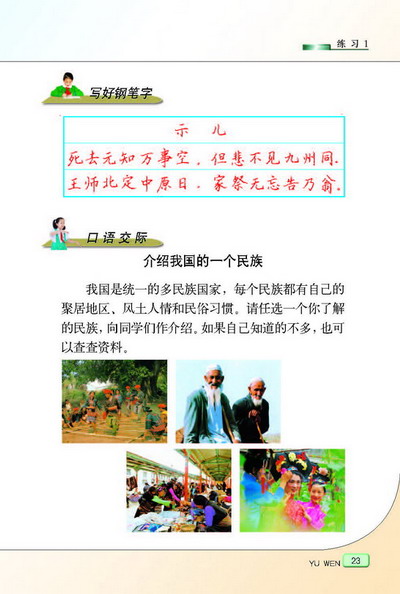 练习1
写好钢笔字
示儿
死去元知万事空,但悲不见九州同。
王师北定中原日,家祭无忘告乃翁。
口语交际
介绍我国的一个民族
我国是统一的多民族国家,每个民族都有自己的
聚居地区、风土人情和民俗习惯。请任选一个你了解
的民族,向同学们作介绍。如果自己知道的不多,也可
以查查资料。
YU WEN 23